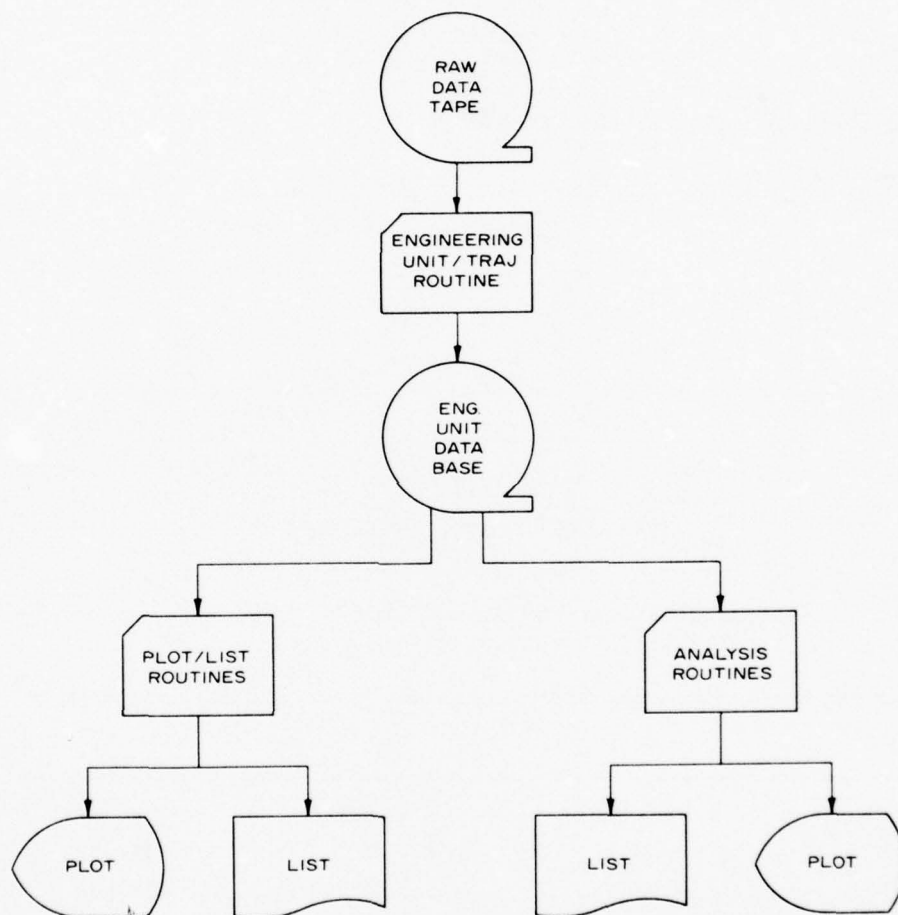 RAW
DATA
TAPE
ENGINEERING
UNIT / TRAJ
ROUTINE
ENG.
UNIT
DATA
BASE
PLOT/LIST
ROUTINES
ANALYSIS
ROUTINES
PLOT
LIST
LIST
PLOT